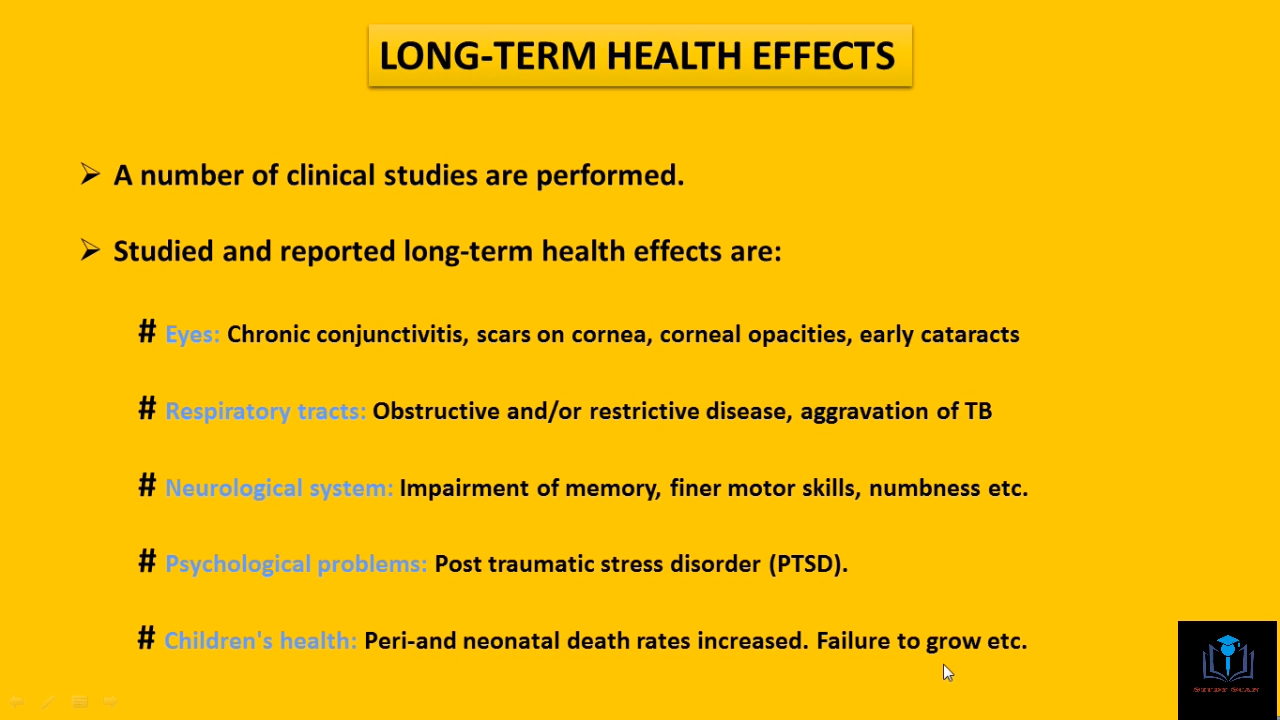 LONG-TERM HEALTH EFFECTS
➢ A number of clinical studies are performed.
➢ Studied and reported long-term health effects are:
# Eyes: Chronic conjunctivitis, scars on cornea, corneal opacities, early cataracts
# Respiratory tracts: Obstructive and/or restrictive disease, aggravation of TB
# Neurological system: Impairment of memory, finer motor skills, numbness etc.
# Psychological problems: Post traumatic stress disorder (PTSD).
# Children's health: Peri-and neonatal death rates increased. Failure to grow etc.
STUDY SCAN